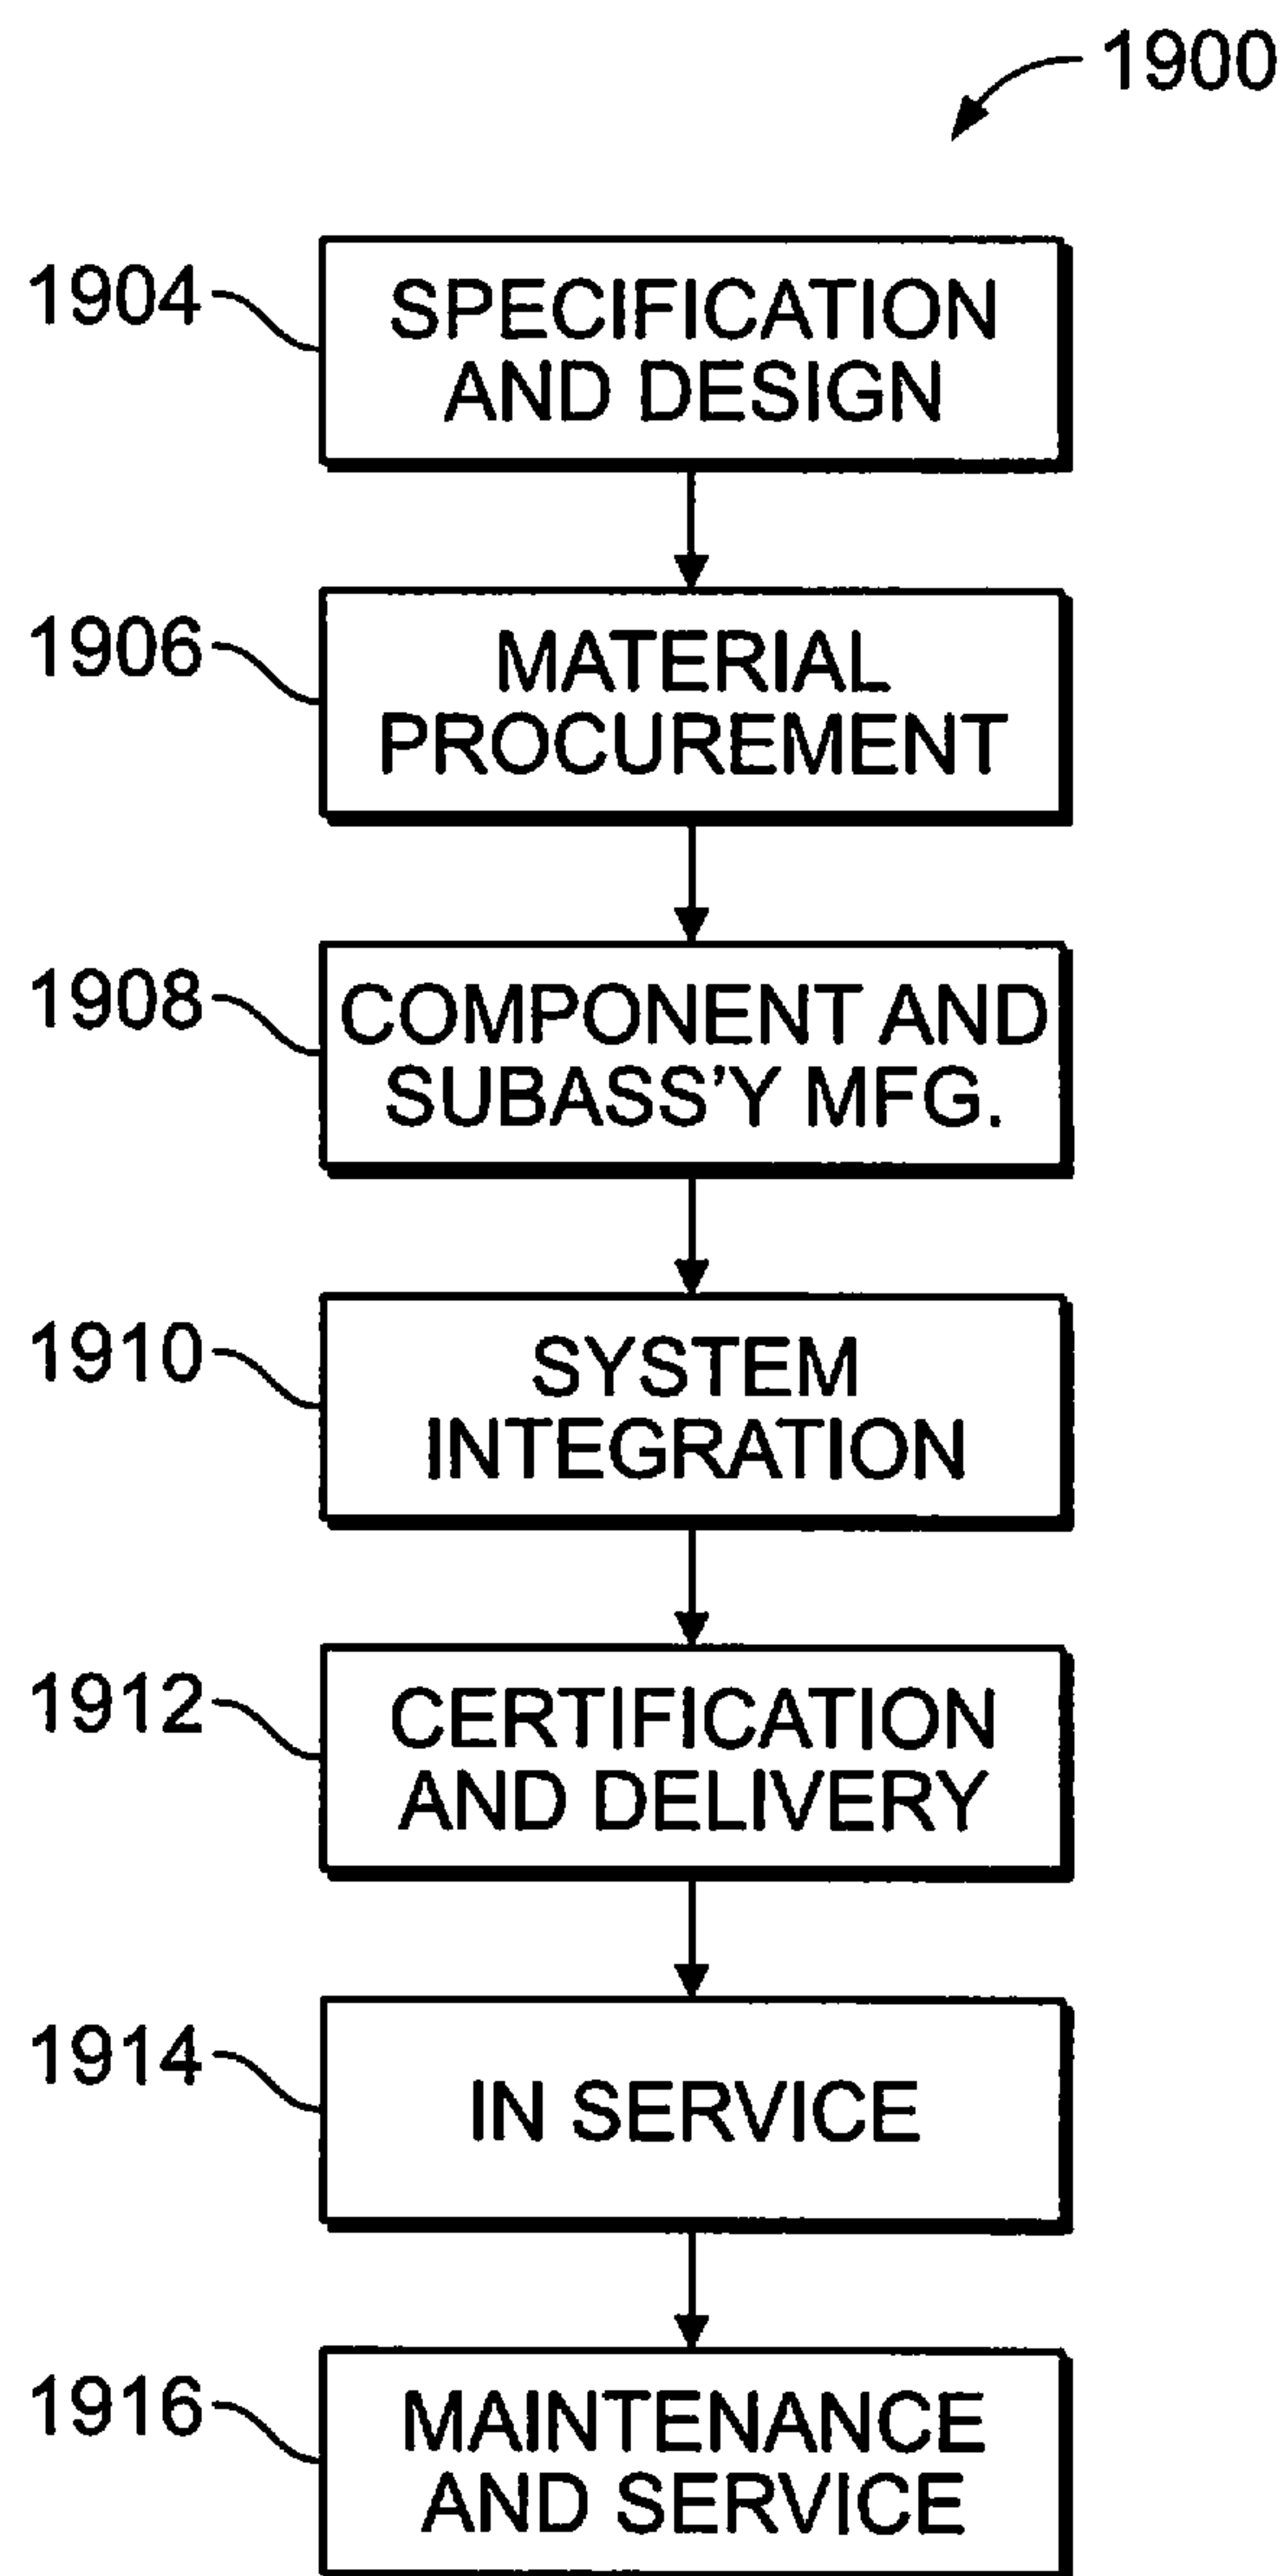 1900
1904
SPECIFICATION
AND DESIGN
1906
MATERIAL
PROCUREMENT
1908
COMPONENT AND
SUBASS'Y MFG.
1910
SYSTEM
INTEGRATION
1912
CERTIFICATION
AND DELIVERY
1914
IN SERVICE
1916
MAINTENANCE
AND SERVICE